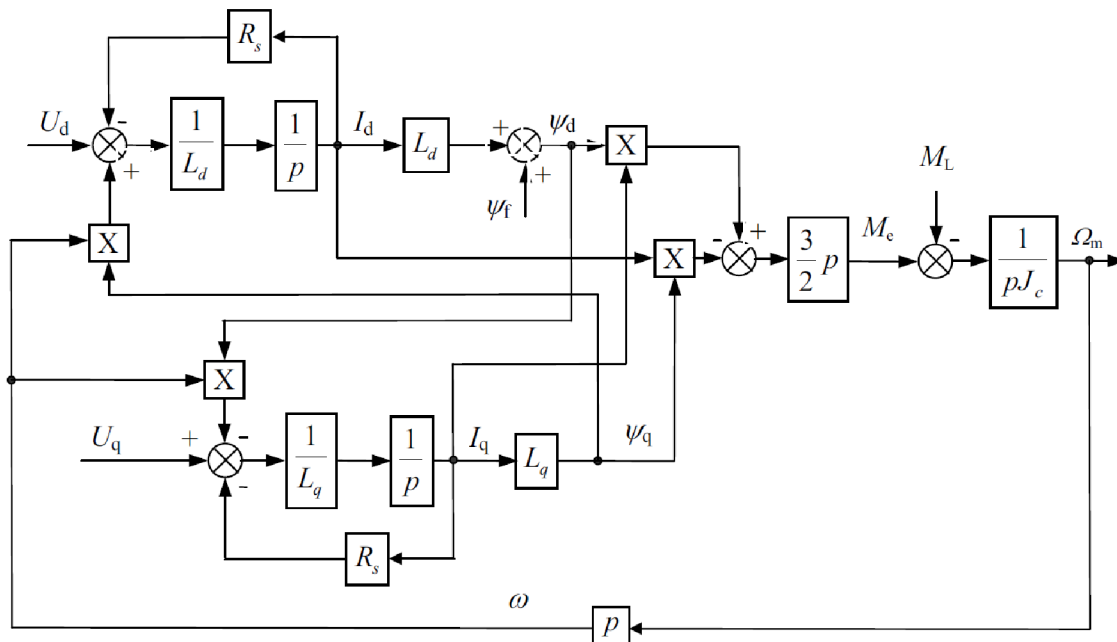 R_s
-
U_d
1
L_d
1
p
I_d
L_d
+
ψ_d
X
+
+
ψ_f
M_L
X
X
-
+
3
2
p
M_e
-
1
pJ_c
Ω_m
X
U_q
+
-
1
L_q
1
p
I_q
L_q
ψ_q
-
R_s
ω
p